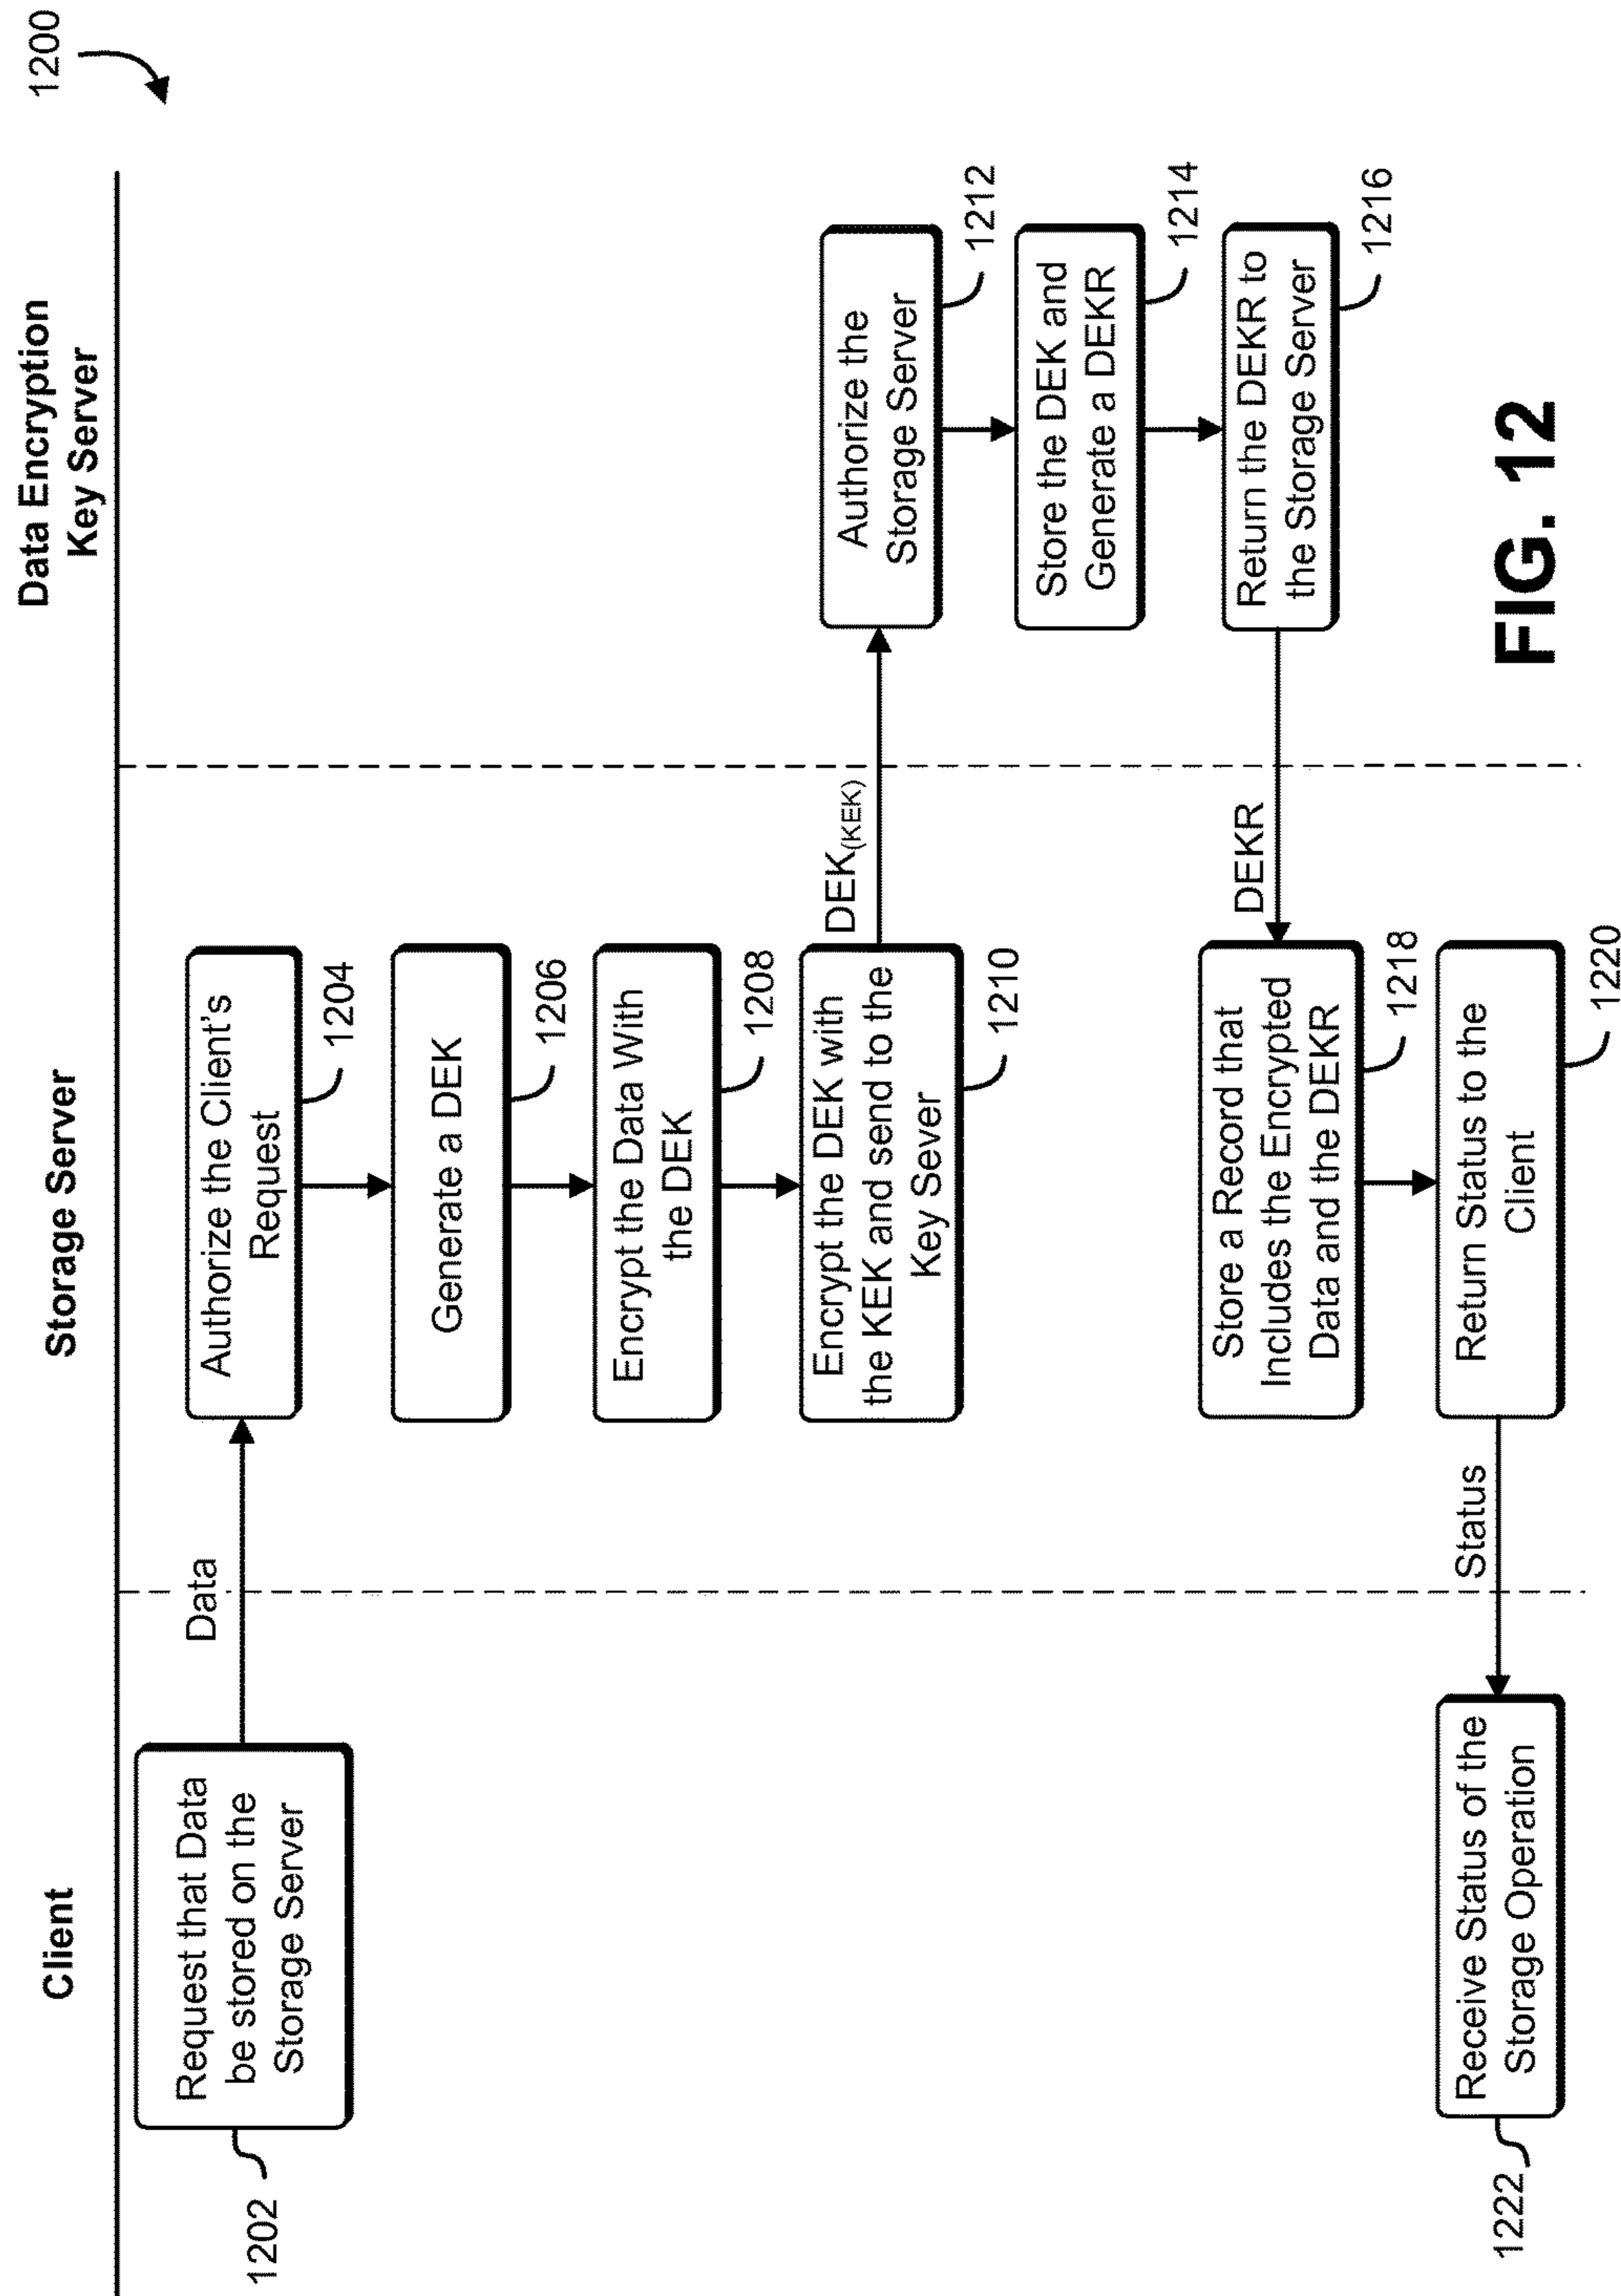 1200
Client
Storage Server
Data Encryption
Key Server
Request that Data
be stored on the
Storage Server
1202
Data
Authorize the Client's
Request
1204
Generate a DEK
1206
Encrypt the Data With
the DEK
1208
Encrypt the DEK with
the KEK and send to the
Key Sever
1210
DEK(KEK)
Authorize the
Storage Server
1212
Store the DEK and
Generate a DEKR
1214
Return the DEKR to
the Storage Server
1216
DEKR
Store a Record that
Includes the Encrypted
Data and the DEKR
1218
Return Status to the
Client
1220
Status
Receive Status of the
Storage Operation
1222
FIG. 12